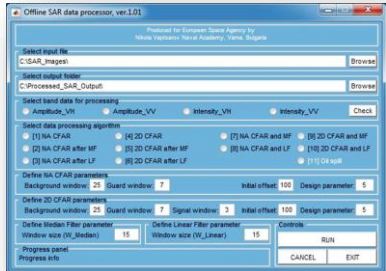 Offline SAR data processor, ver.1.01
Produced for European Space Agency by
Nikola Vaptsarov Naval Academy, Varna, Bulgaria
Select input file
C:\SAR_Images\ Browse
Select output folder
C:\Processed_SAR_Output\ Browse
Select band data for processing
Amplitude_VH Amplitude_VV Intensity_VH Intensity_VV Check
Select data processing algorithm
[1] NA CFAR [4] 2D CFAR [7] NA CFAR and MF [9] 2D CFAR and MF
[2] NA CFAR after MF [5] 2D CFAR after MF [8] NA CFAR and LF [10] 2D CFAR and LF
[3] NA CFAR after LF [6] 2D CFAR after LF [11] Oil spill
Define NA CFAR parameters
Background window: 25 Guard window: 7 Initial offset: 100 Design parameter: 5
Define 2D CFAR parameters
Background window: 25 Guard window: 7 Signal window: 3 Initial offset: 100 Design parameter: 5
Define Median Filter parameter Define Linear Filter parameter Controls
Window size (W_Median) 15 Window size (W_Linear) 15 RUN
Progress panel
Progress info CANCEL EXIT